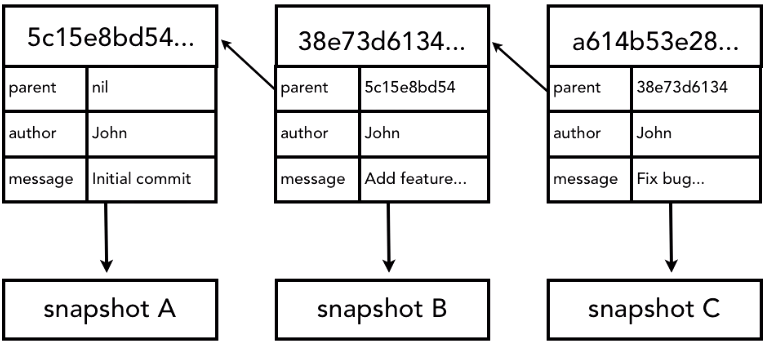 5c15e8bd54...
parent nil
author John
message Initial commit
snapshot A
38e73d6134...
parent 5c15e8bd54
author John
message Add feature...
snapshot B
a614b53e28...
parent 38e73d6134
author John
message Fix bug...
snapshot C